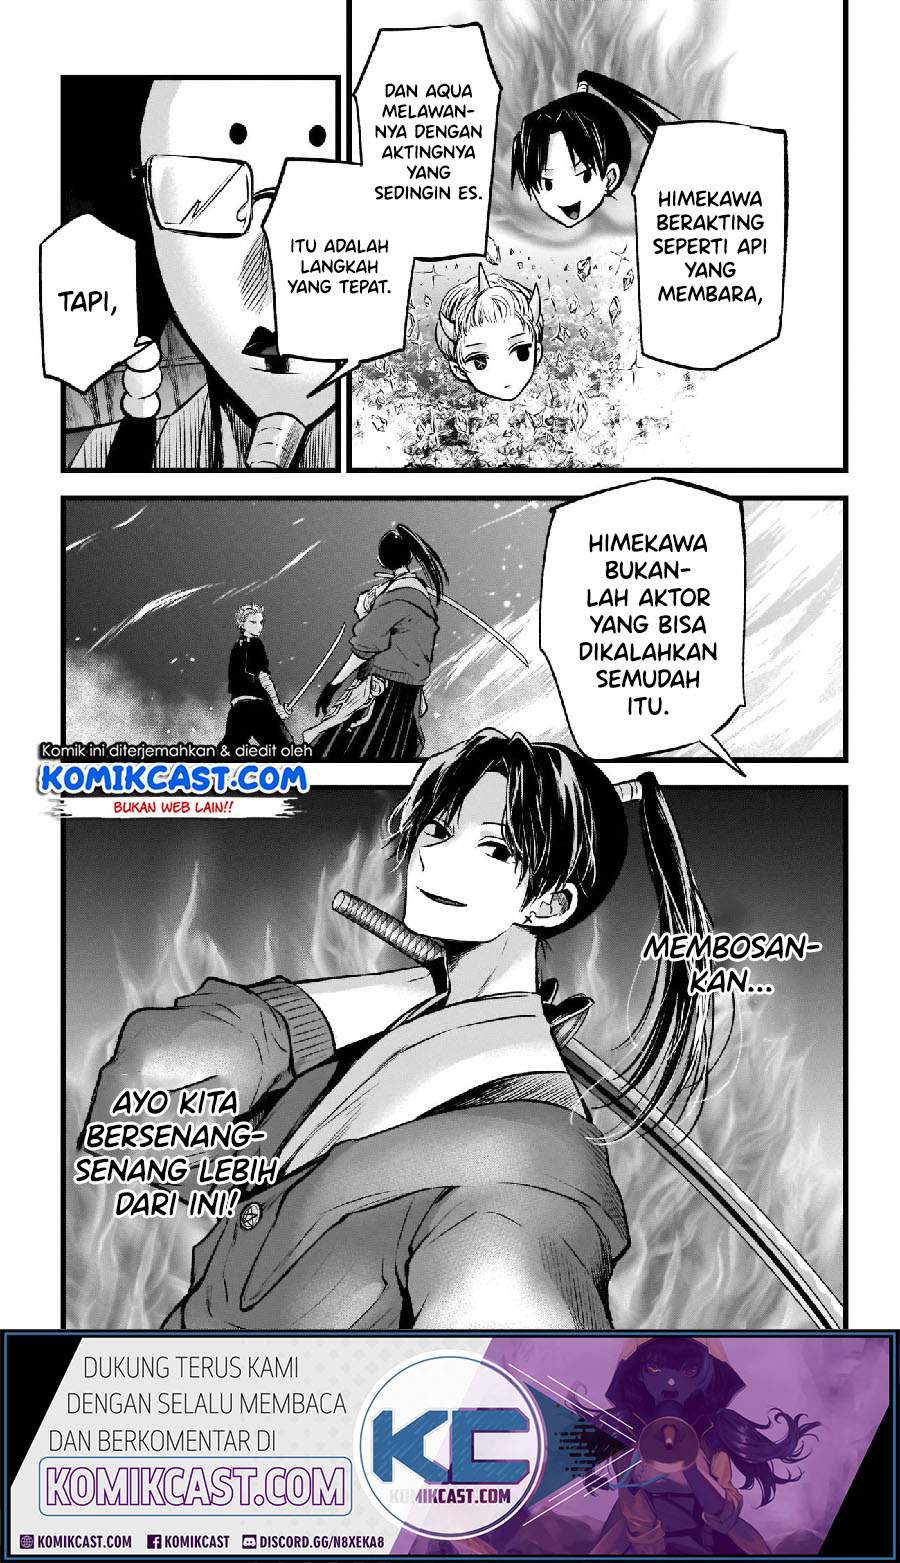 HIMEKAWA
BERAKTING
SEPERTI API
YANG
MEMBARA,
DAN AQUA
MELAWAN-
NYA DENGAN
AKTINGNYA
YANG
SEDINGIN ES.
ITU ADALAH
LANGKAH
YANG TEPAT.
TAPI,
HIMEKAWA
BUKAN-
LAH AKTOR
YANG BISA
DIKALAHKAN
SEMUDAH
ITU.
Komik ini diterjemahkan & diedit oleh
KOMIKCAST.COM
BUKAN WEB LAIN!!
MEMBOSAN-
KAN...
AYO KITA
BERSENANG-
SENANG LEBIH
DARI INI!
DUKUNG TERUS KAMI
DENGAN SELALU MEMBACA
DAN BERKOMENTAR DI
KOMIKCAST.COM
KC
KOMIKCAST.COM
KOMIKCAST.COM
FACEBOOK.COM/KOMIKCAST
DISCORD.GG/N8XEKA8